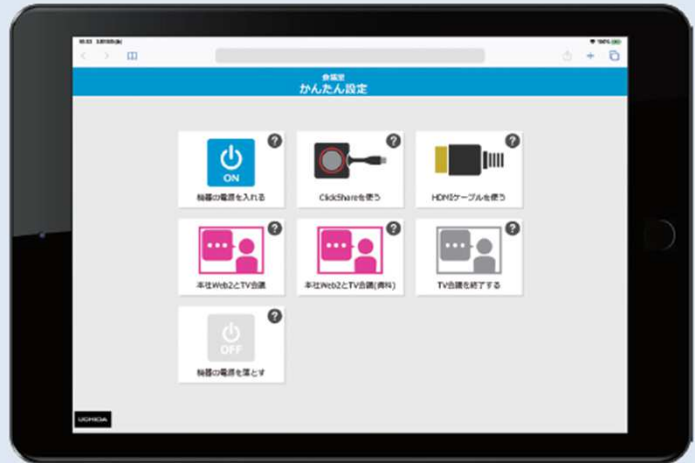 会議室
かんたん設定
ON
機器の電源を入れる
ClickShareを使う
HDMIケーブルを使う
本社Web2とTV会議
本社Web2とTV会議(資料)
TV会議を終了する
OFF
機器の電源を落とす
UCHIDA